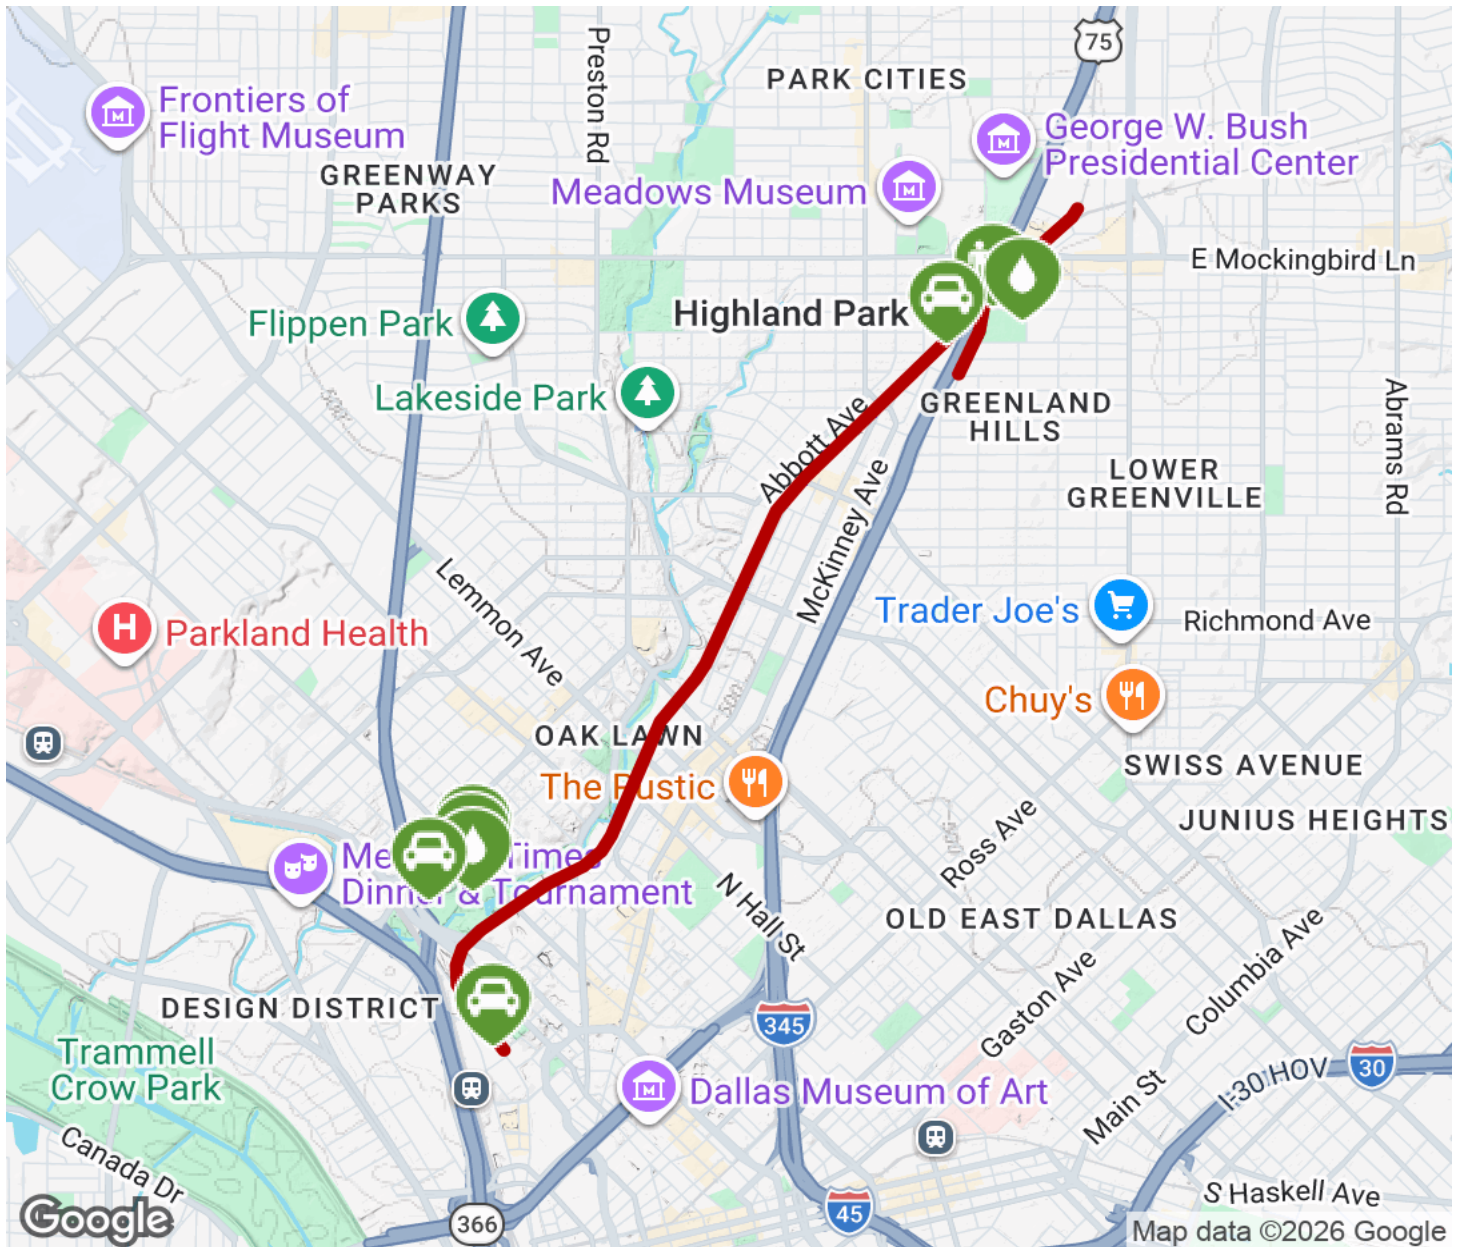 75
PARK CITIES
Preston Rd
Frontiers of
Flight Museum
George W. Bush
Presidential Center
GREENWAY
PARKS
Meadows Museum
E Mockingbird Ln
Highland Park
Flippen Park
Lakeside Park
GREENLAND
HILLS
Abbott Ave
Abrams Rd
LOWER
GREENVILLE
McKinney Ave
Lemmon Ave
Trader Joe's
Richmond Ave
H
Parkland Health
500
Chuy's
OAK LAWN
SWISS AVENUE
The Rustic
JUNIUS HEIGHTS
Ross Ave
Times
Dinner & Tournament
N Hall St
OLD EAST DALLAS
Columbia Ave
Gaston Ave
DESIGN DISTRICT
345
Trammell
Crow Park
Dallas Museum of Art
I-30 HOV
30
Main St
Canada Dr
S Haskell Ave
Google
366
45
Map data ©2026 Google